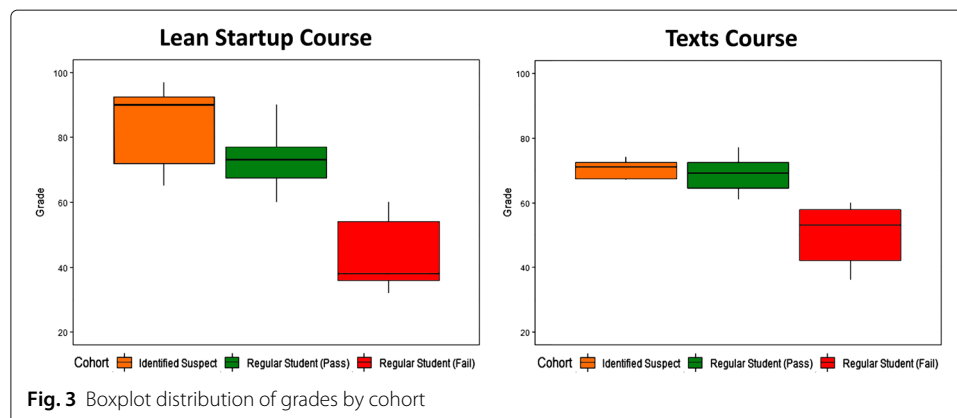 Lean Startup Course
Texts Course
100
80
60
40
20
Grade
100
80
60
40
20
Grade
Cohort Identified Suspect Regular Student (Pass) Regular Student (Fail)
Cohort Identified Suspect Regular Student (Pass) Regular Student (Fail)
Fig. 3 Boxplot distribution of grades by cohort